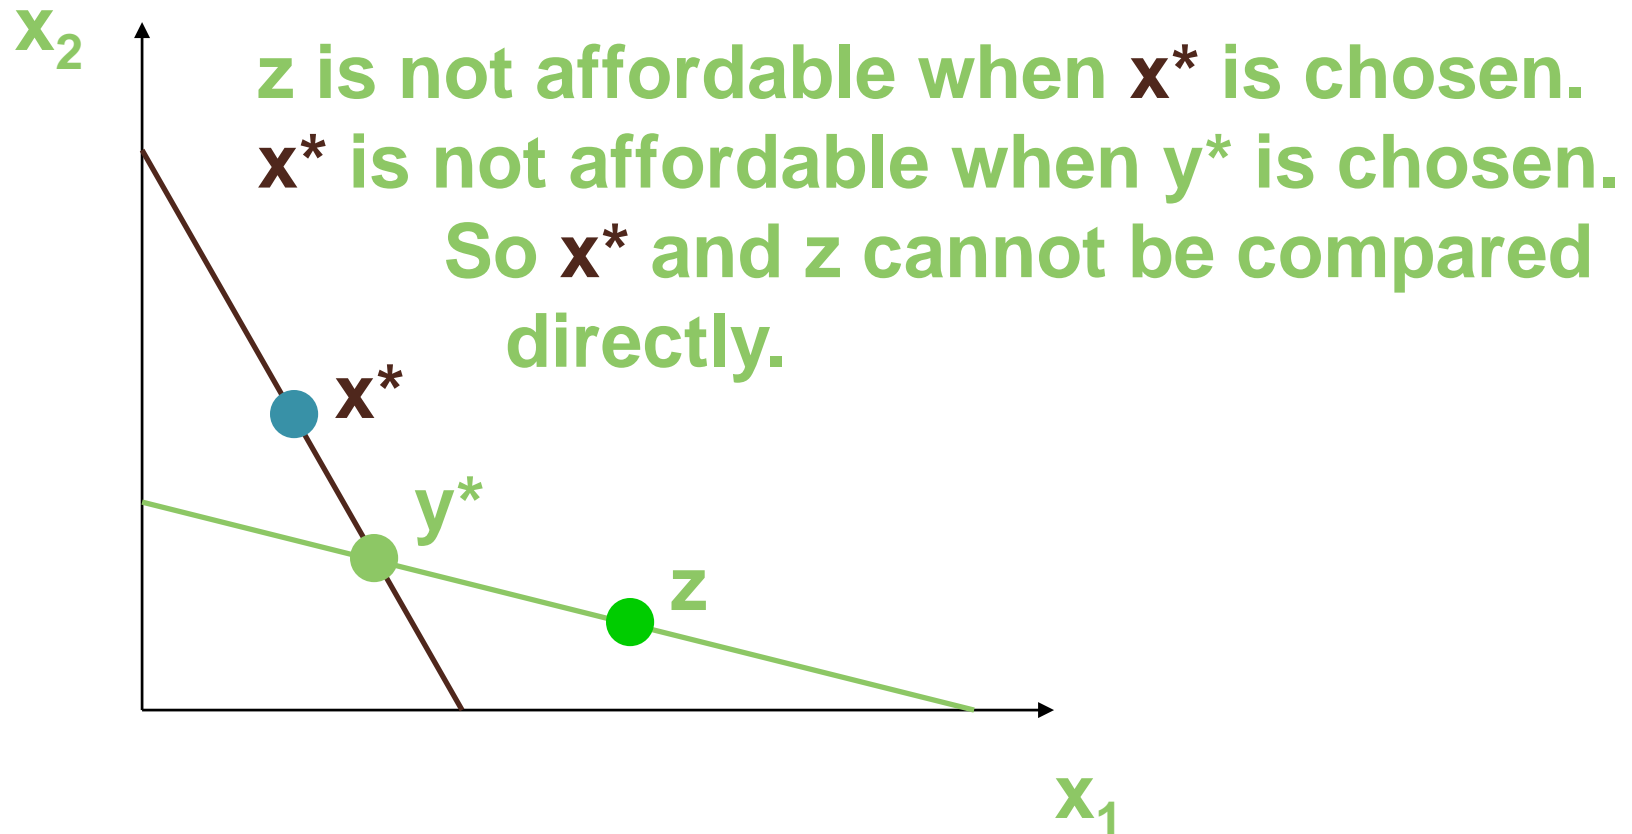 x₂
z is not affordable when x* is chosen.
x* is not affordable when y* is chosen.
So x* and z cannot be compared
directly.
x*
y*
z
x₁